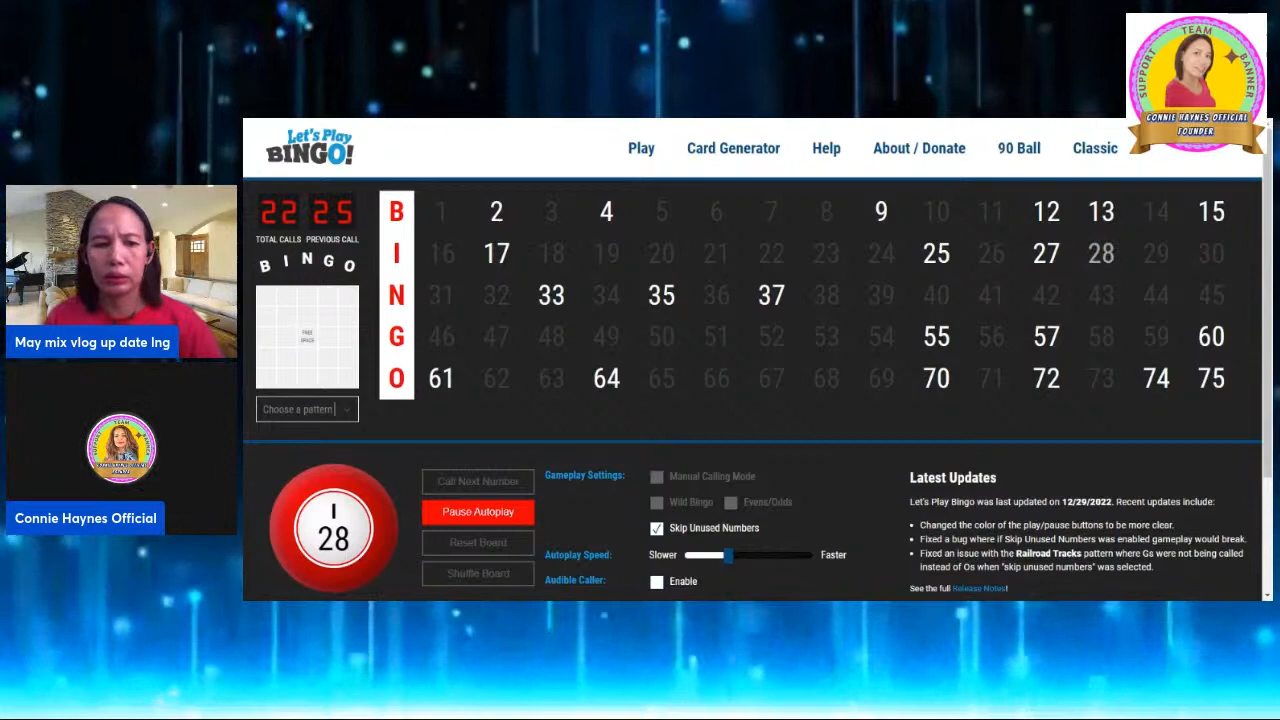 SUPPORT TEAM BANNER
CONNIE HAYNES OFFICIAL
FOUNDER
Let's Play
BINGO!
Play Card Generator Help About / Donate 90 Ball Classic
22 25
TOTAL CALLS PREVIOUS CALL
B I N G O
FREE
SPACE
Choose a pattern
B 1 2 3 4 5 6 7 8 9 10 11 12 13 14 15
I 16 17 18 19 20 21 22 23 24 25 26 27 28 29 30
N 31 32 33 34 35 36 37 38 39 40 41 42 43 44 45
G 46 47 48 49 50 51 52 53 54 55 56 57 58 59 60
O 61 62 63 64 65 66 67 68 69 70 71 72 73 74 75
May mix vlog up date lng
SUPPORT TEAM BANNER
Connie Haynes Official
I
28
Call Next Number
Pause Autoplay
Reset Board
Shuffle Board
Gameplay Settings:
Manual Calling Mode
Wild Bingo Evens/Odds
Skip Unused Numbers
Autoplay Speed: Slower Faster
Audible Caller: Enable
Latest Updates
Let's Play Bingo was last updated on 12/29/2022. Recent updates include:
Changed the color of the play/pause buttons to be more clear.
Fixed a bug where if Skip Unused Numbers was enabled gameplay would break.
Fixed an issue with the Railroad Tracks pattern where Gs were not being called
instead of Os when "skip unused numbers" was selected.
See the full Release Notes!